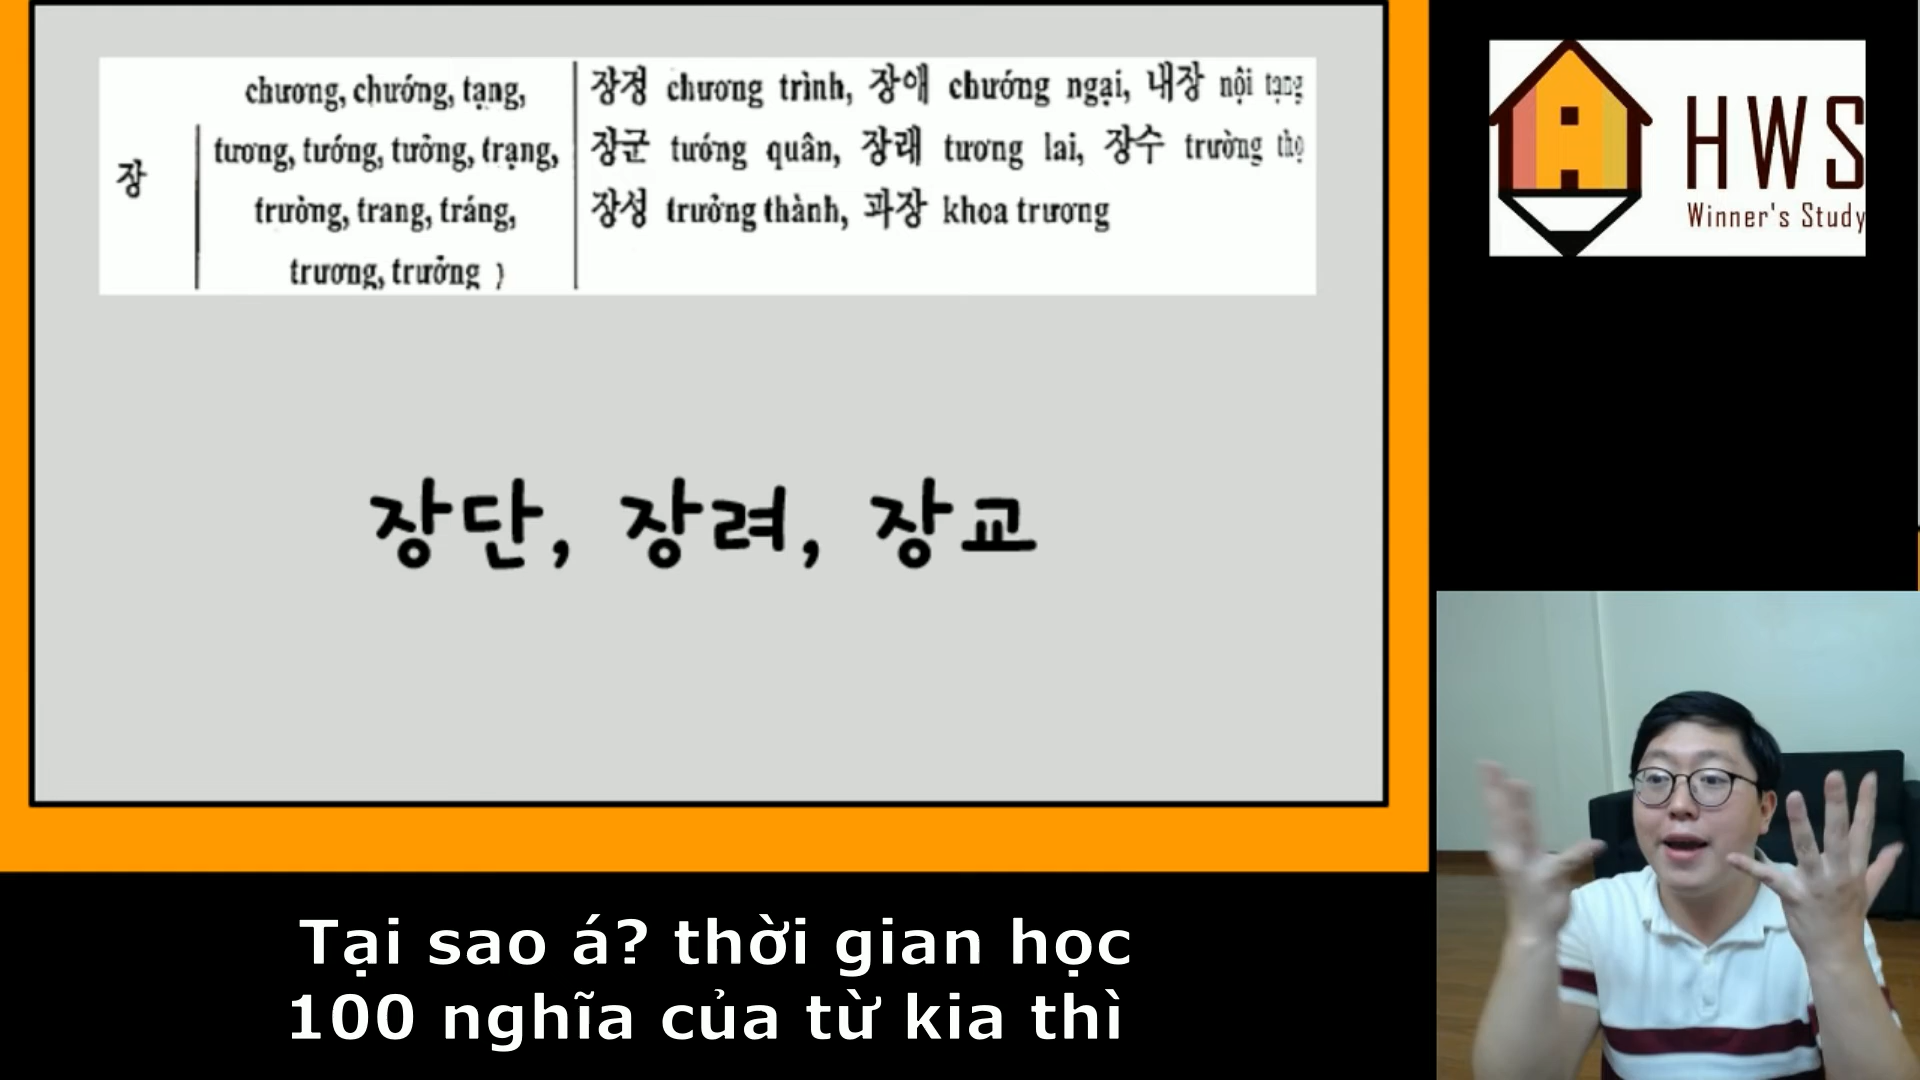 장
chương, chướng, tạng,
tương, tướng, tưởng, trạng,
trường, trang, tráng,
trương, trưởng )
장정 chương trình, 장애 chướng ngại, 내장 nội tạng
장군 tướng quân, 장래 tương lai, 장수 trường thọ
장성 trưởng thành, 과장 khoa trương
장단, 장려, 장교
HWS
Winner's Study
Tại sao á? thời gian học
100 nghĩa của từ kia thì